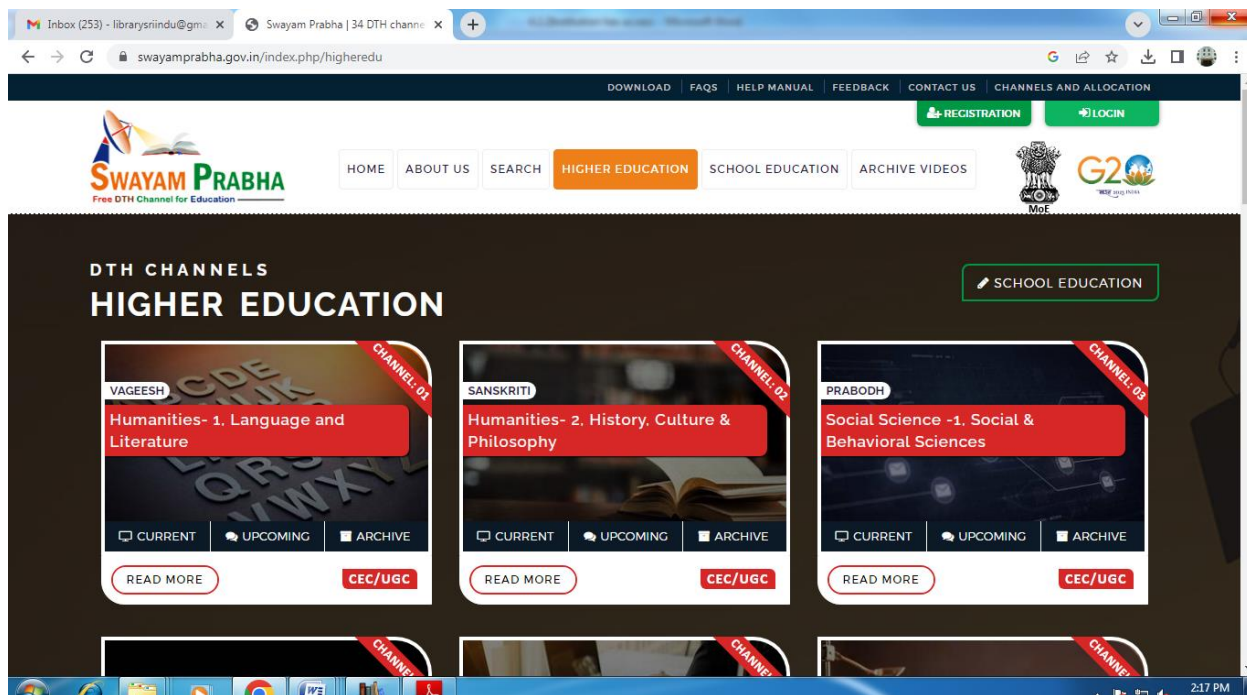 Inbox (253) - librarysriindu@gma
Swayam Prabha | 34 DTH channe
swayamprabha.gov.in/index.php/higheredu
DOWNLOAD FAQS HELP MANUAL FEEDBACK CONTACT US CHANNELS AND ALLOCATION
REGISTRATION LOGIN
SWAYAM PRABHA
Free DTH Channel for Education
HOME ABOUT US SEARCH HIGHER EDUCATION SCHOOL EDUCATION ARCHIVE VIDEOS
MoE
G20
DTH CHANNELS
HIGHER EDUCATION
SCHOOL EDUCATION
CHANNEL: 01
VAGEESH
Humanities- 1, Language and
Literature
CURRENT UPCOMING ARCHIVE
READ MORE CEC/UGC
CHANNEL: 02
SANSKRITI
Humanities- 2, History, Culture &
Philosophy
CURRENT UPCOMING ARCHIVE
READ MORE CEC/UGC
CHANNEL: 03
PRABODH
Social Science -1, Social &
Behavioral Sciences
CURRENT UPCOMING ARCHIVE
READ MORE CEC/UGC
2:17 PM